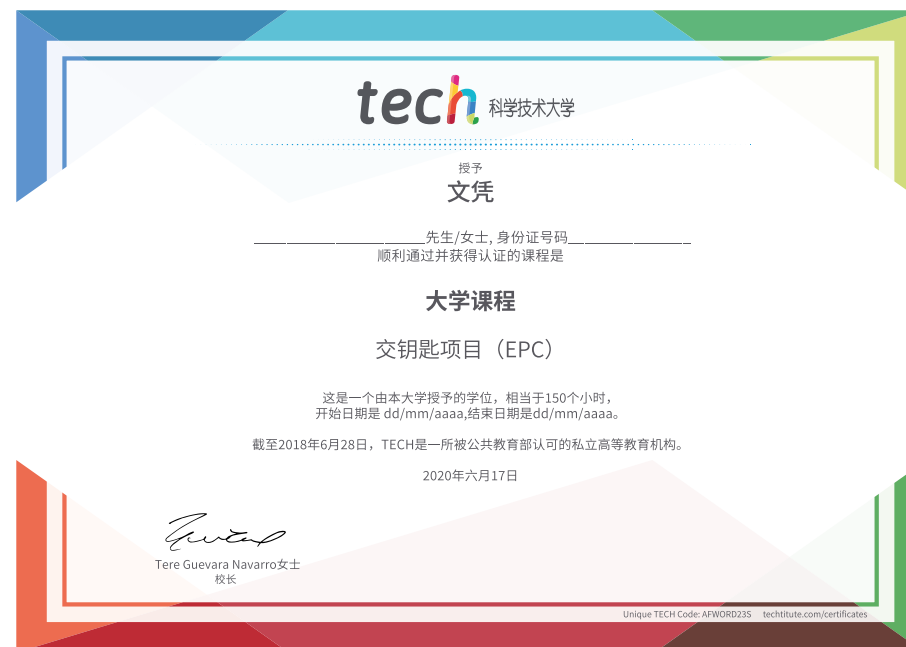 tech 科学技术大学
授予
文凭
______________________先生/女士, 身份证号码________________
顺利通过并获得认证的课程是
大学课程
交钥匙项目（EPC）
这是一个由本大学授予的学位，相当于150个小时，
开始日期是 dd/mm/aaaa,结束日期是dd/mm/aaaa。
截至2018年6月28日，TECH是一所被公共教育部认可的私立高等教育机构。
2020年六月17日
Tere Guevara Navarro女士
校长
Unique TECH Code: AFWORD23S techtitute.com/certificates